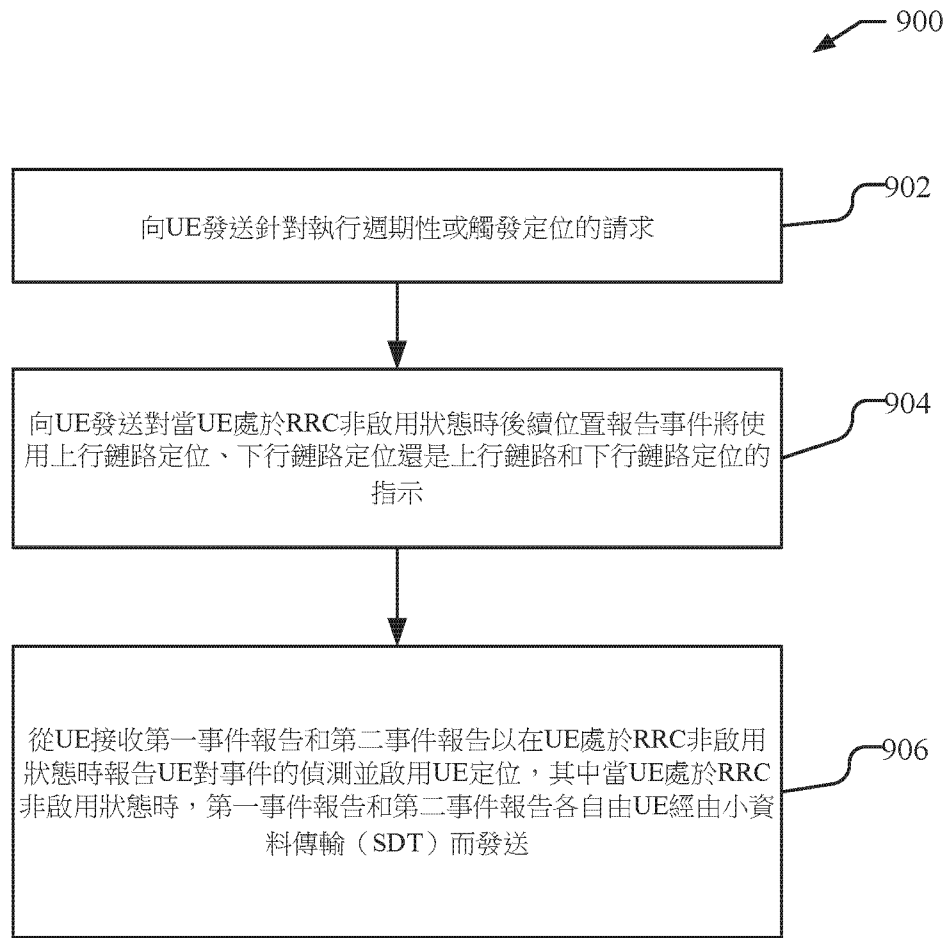 900
902
向UE發送針對執行週期性或觸發定位的請求
904
向UE發送對當UE處於RRC非啟用狀態時後續位置報告事件將使
用上行鏈路定位、下行鏈路定位還是上行鏈路和下行鏈路定位的
指示
906
從UE接收第一事件報告和第二事件報告以在UE處於RRC非啟用
狀態時報告UE對事件的偵測並啟用UE定位，其中當UE處於RRC
非啟用狀態時，第一事件報告和第二事件報告各自由UE經由小資
料傳輸（SDT）而發送